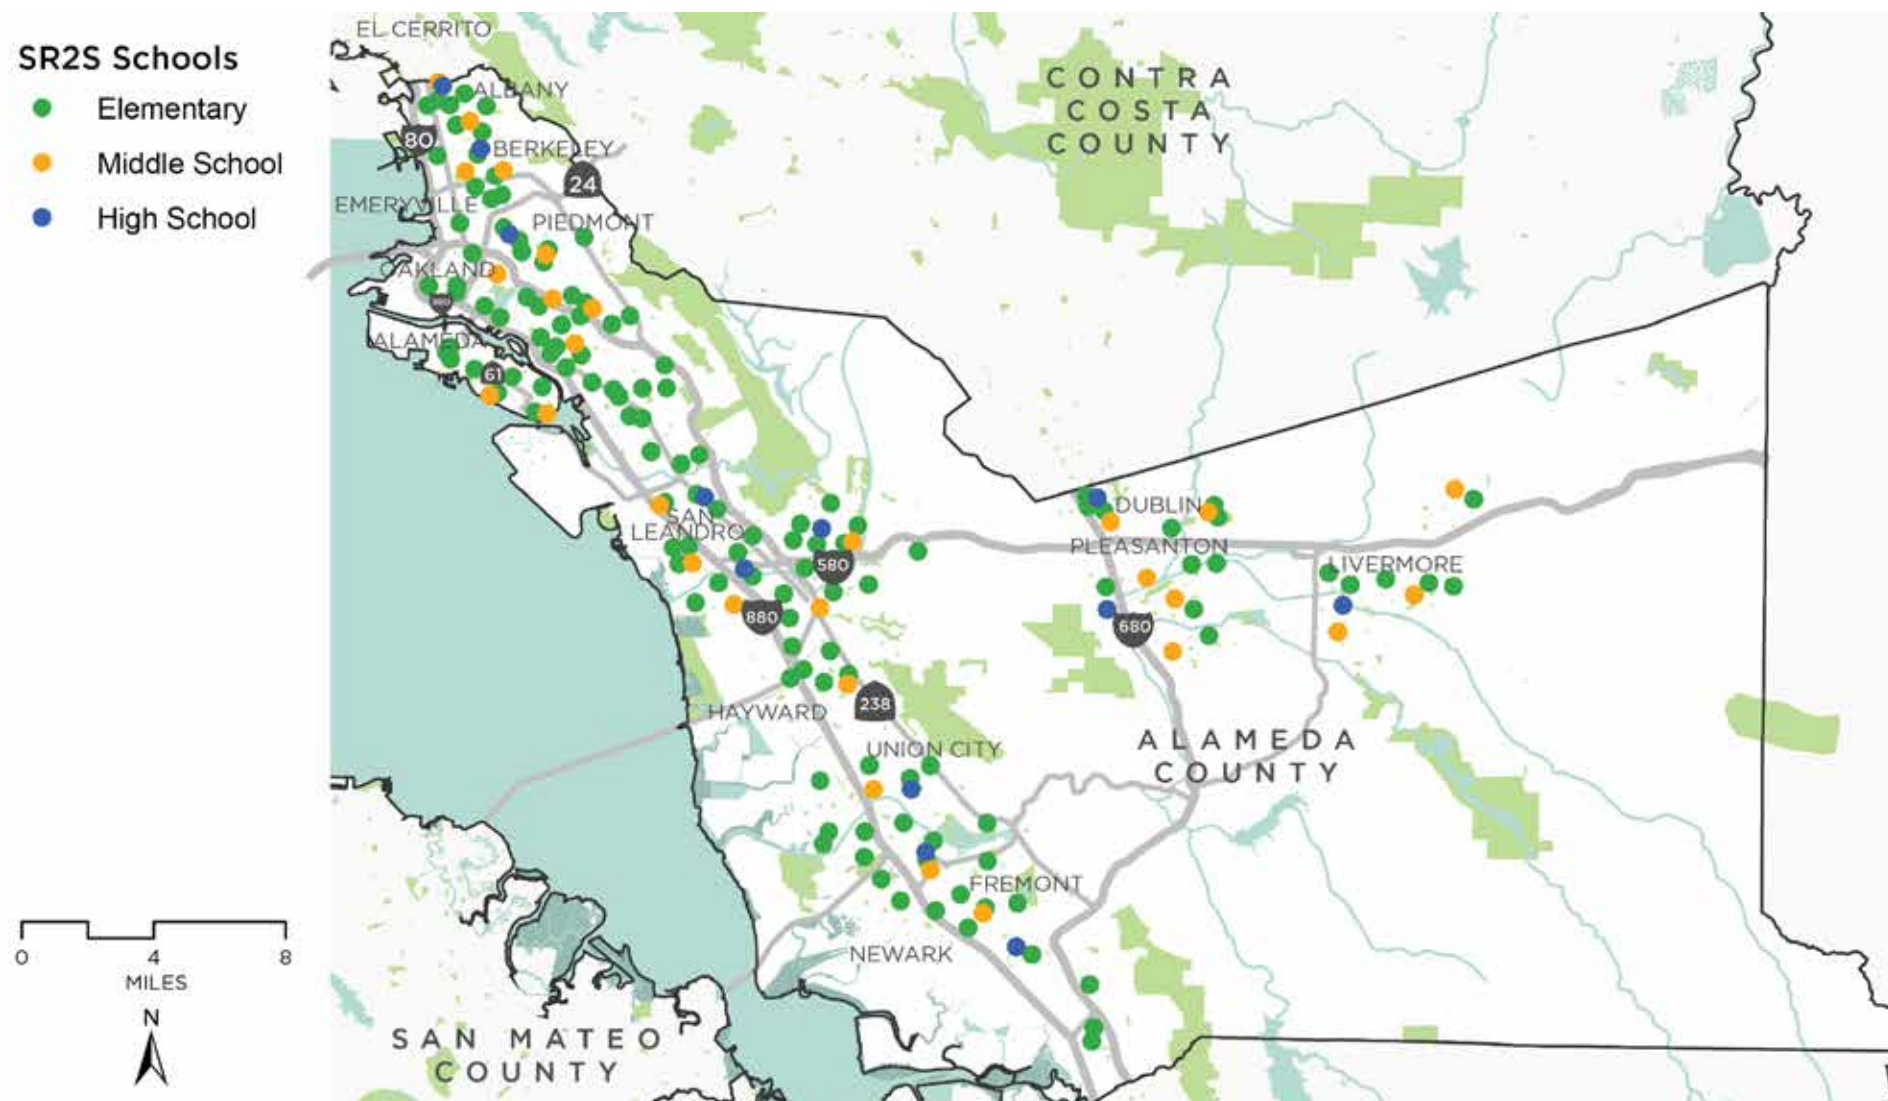 SR2S Schools
Elementary
Middle School
High School
EL CERRITO
ALBANY
80
BERKELEY
24
EMERYVILLE
PIEDMONT
OAKLAND
ALAMEDA
61
CONTRA
COSTA
COUNTY
SAN
LEANDRO
580
880
DUBLIN
PLEASANTON
LIVERMORE
680
238
HAYWARD
UNION CITY
ALAMEDA
COUNTY
FREMONT
NEWARK
0 4 8
MILES
N
SAN MATEO
COUNTY